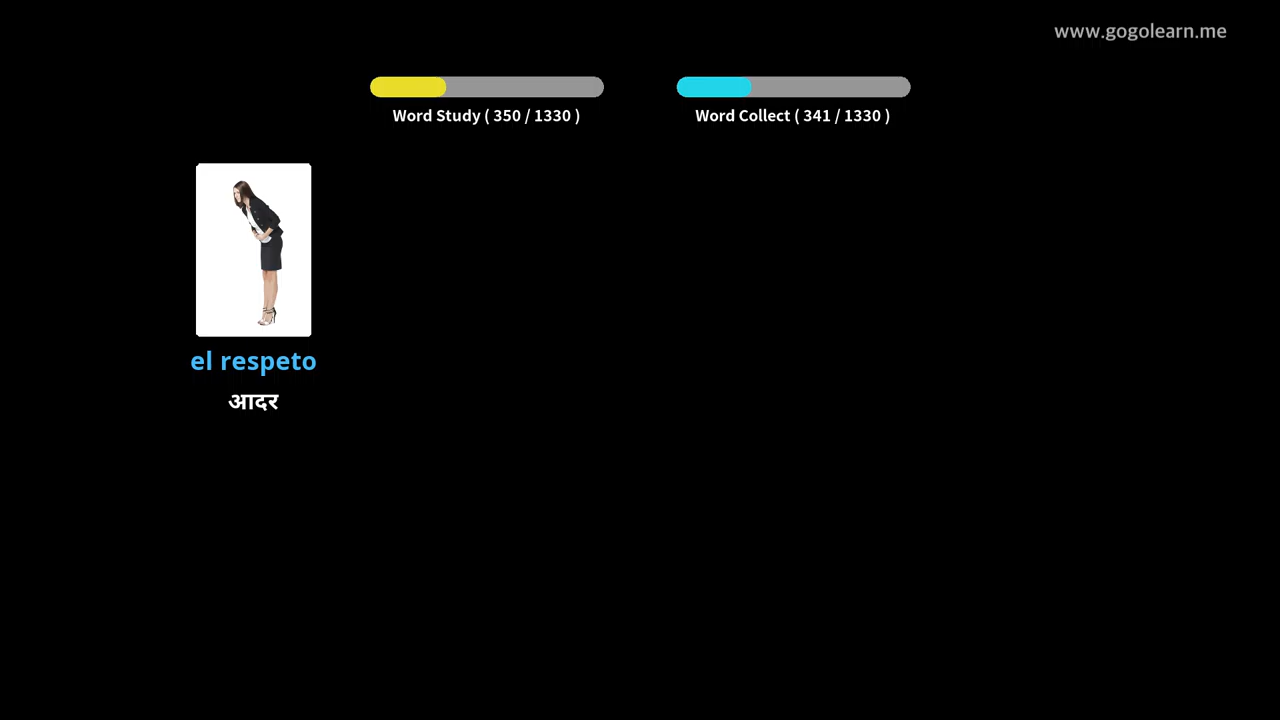 www.gogolearn.me
Word Study ( 350 / 1330 )
Word Collect ( 341 / 1330 )
el respeto
आदर